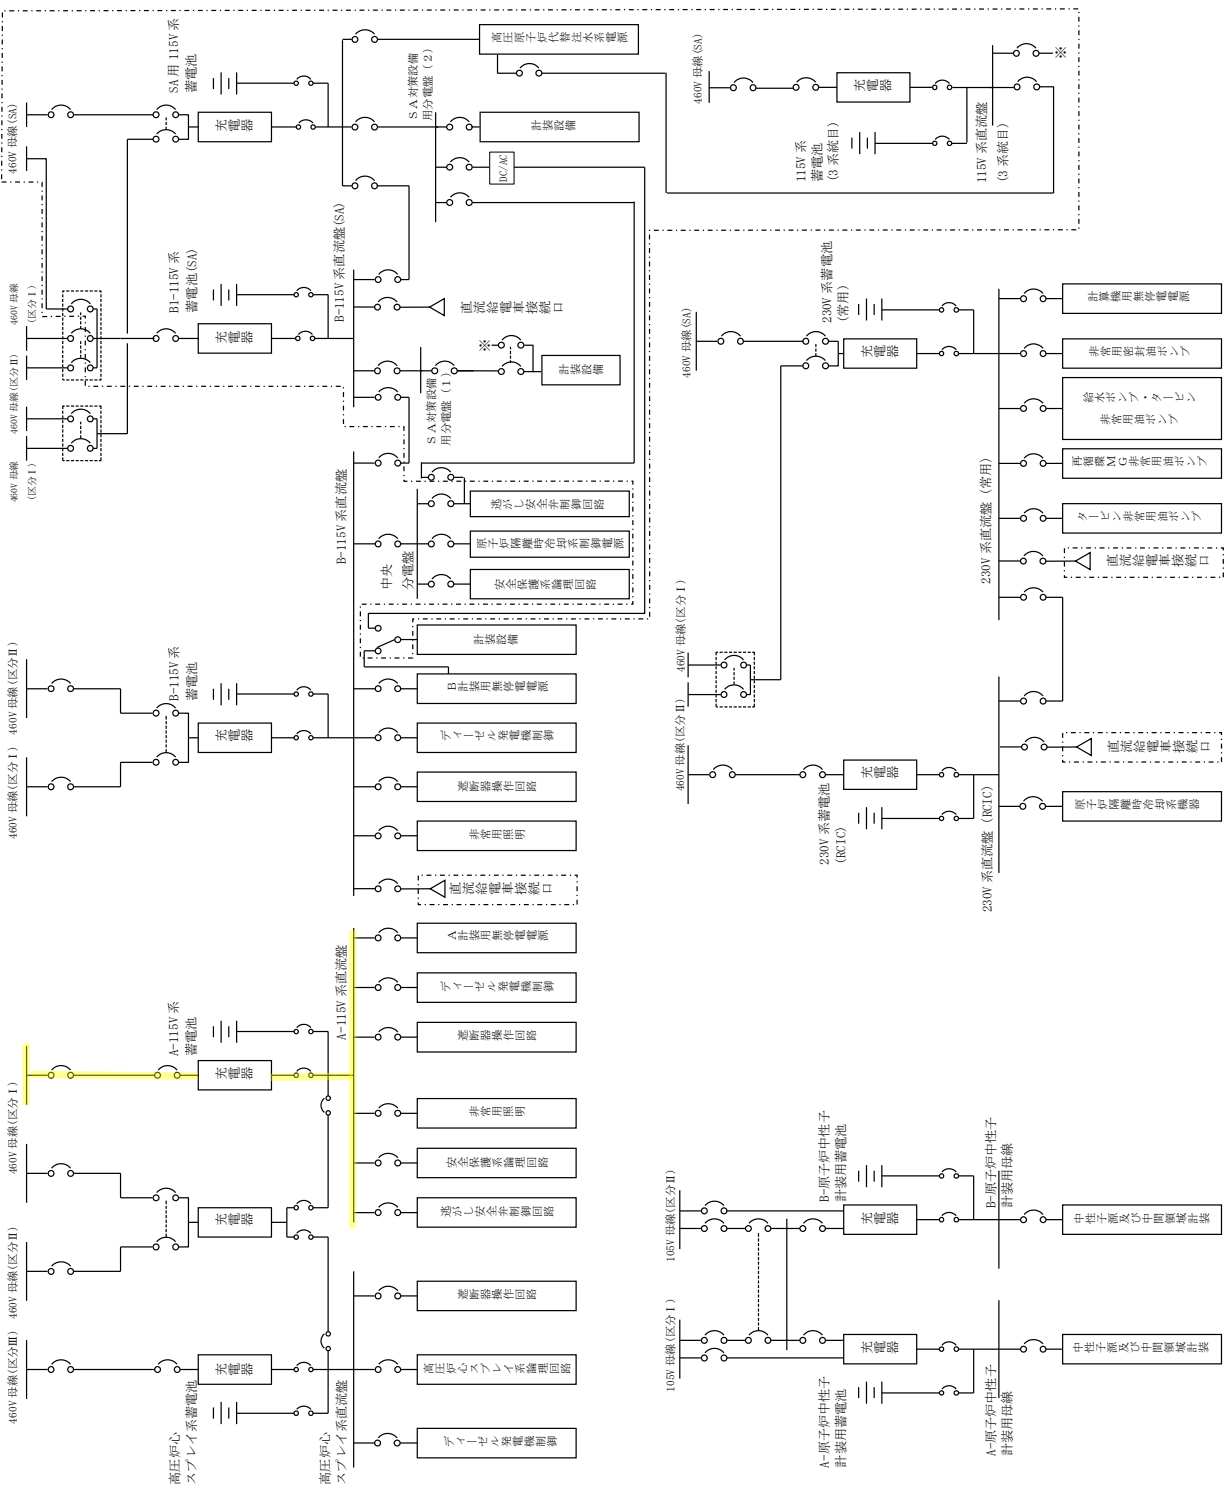 高圧炉心
スプレイ系蓄電池
460V 母線(区分Ⅲ)
充電器
高圧炉心
スプレイ系直流盤
ディーゼル発電機制御
高圧炉心スプレイ系論理回路
遮断器操作回路
460V 母線(区分Ⅱ)
460V 母線(区分Ⅰ)
充電器
A-115V 系
蓄電池
充電器
A-115V 系直流盤
逃がし安全弁制御回路
安全保護系論理回路
非常用照明
遮断器操作回路
ディーゼル発電機制御
A計装用無停電電源
460V 母線(区分Ⅰ)
460V 母線(区分Ⅱ)
B-115V 系
蓄電池
充電器
B-115V 系直流盤
直流給電車接続口
非常用照明
遮断器操作回路
ディーゼル発電機制御
B計装用無停電電源
計装設備
中央
分電盤
安全保護系論理回路
原子炉隔離時冷却系制御電源
逃がし安全弁制御回路
460V 母線
(区分Ⅰ)
460V 母線(区分Ⅱ)
460V 母線
(区分Ⅰ)
B1-115V 系
蓄電池(SA)
充電器
B-115V 系直流盤(SA)
SA対策設備
用分電盤(1)
※
計装設備
直流給電車接続口
460V 母線(SA)
SA用 115V 系
蓄電池
充電器
SA対策設備
用分電盤(2)
DC/AC
計装設備
高圧原子炉代替注水系電源
A-原子炉中性子
計装用蓄電池
105V 母線(区分Ⅰ)
充電器
A-原子炉中性子
計装用母線
中性子源及び中間領域計装
105V 母線(区分Ⅱ)
B-原子炉中性子
計装用蓄電池
充電器
B-原子炉中性子
計装用母線
中性子源及び中間領域計装
460V 母線(区分Ⅱ)
460V 母線(区分Ⅰ)
230V 系蓄電池
(RCIC)
充電器
230V 系直流盤(RCIC)
原子炉隔離時冷却系機器
直流給電車接続口
460V 母線(SA)
230V 系蓄電池
(常用)
充電器
230V 系直流盤(常用)
直流給電車接続口
タービン非常用油ポンプ
再循環MG非常用油ポンプ
給水ポンプ・タービン
非常用油ポンプ
非常用密封油ポンプ
計算機用無停電電源
460V 母線(SA)
115V 系
蓄電池
(3系統目)
充電器
115V 系直流盤
(3系統目)
※